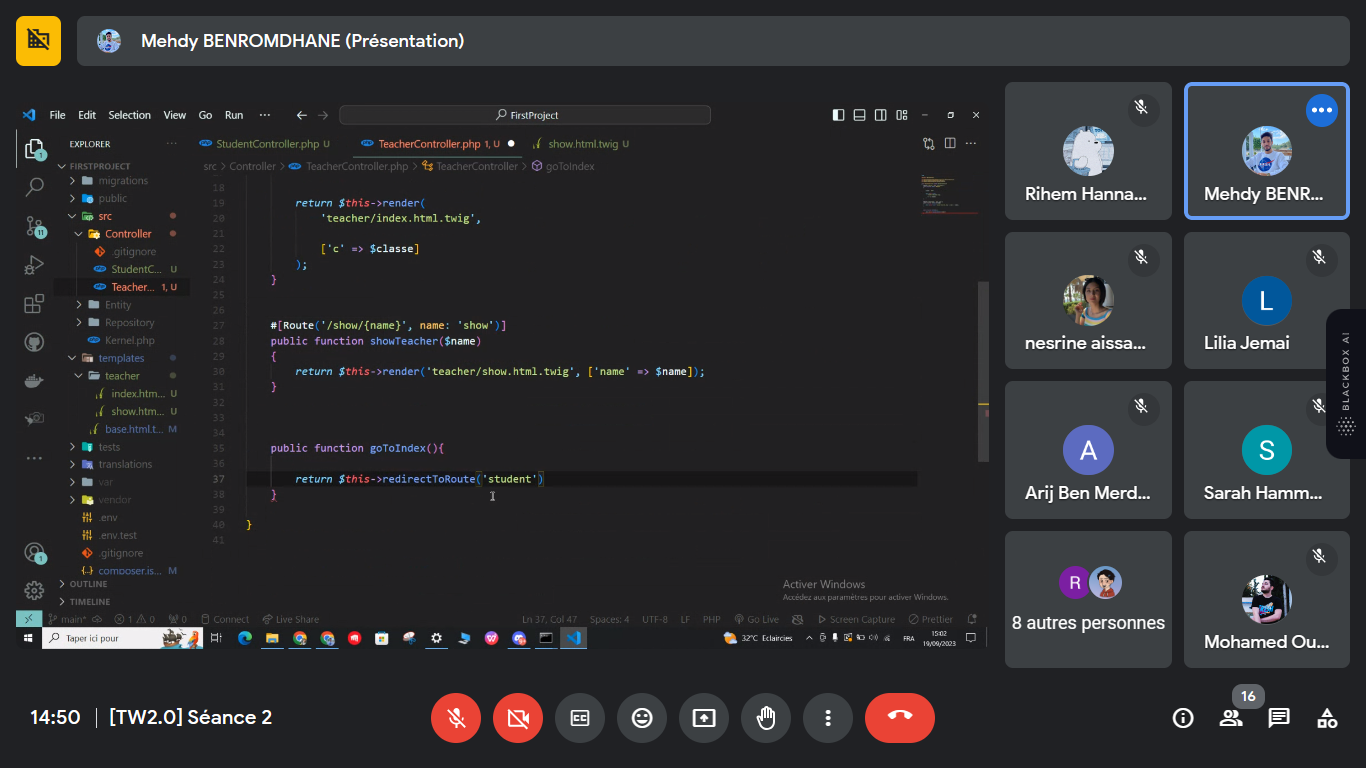 Mehdy BENROMDHANE (Présentation)
File Edit Selection View Go Run ··· FirstProject
EXPLORER ···
StudentController.php U
TeacherController.php 1, U
show.html.twig U
src > Controller > TeacherController.php > TeacherController > goToIndex
FIRSTPROJECT
migrations
public
src
Controller
.gitignore
StudentC... U
Teacher... 1, U
Entity
Repository
Kernel.php
templates
teacher
index.htm... U
show.htm... U
base.html.t... M
tests
translations
var
vendor
.env
.env.test
.gitignore
composer.js... M
OUTLINE
TIMELINE
18
19 return $this->render(
20 'teacher/index.html.twig',
21
22 ['c' => $classe]
23 );
24 }
25
26
27 #[Route('/show/{name}', name: 'show')]
28 public function showTeacher($name)
29 {
30 return $this->render('teacher/show.html.twig', ['name' => $name]);
31 }
32
33
34
35 public function goToIndex(){
36
37 return $this->redirectToRoute('student')
38 }
39
40 }
41
Activer Windows
Accédez aux paramètres pour activer Windows.
main* 1 0 0 Connect Live Share Ln 37, Col 47 Spaces: 4 UTF-8 LF PHP Go Live Screen Capture Prettier
Taper ici pour
32°C Eclaircies
FRA
15:02
19/09/2023
Rihem Hanna...
Mehdy BENR...
nesrine aissa...
L
Lilia Jemai
A
Arij Ben Merd...
S
Sarah Hamm...
R
8 autres personnes
Mohamed Ou...
BLACKBOX AI
14:50 | [TW2.0] Séance 2
16